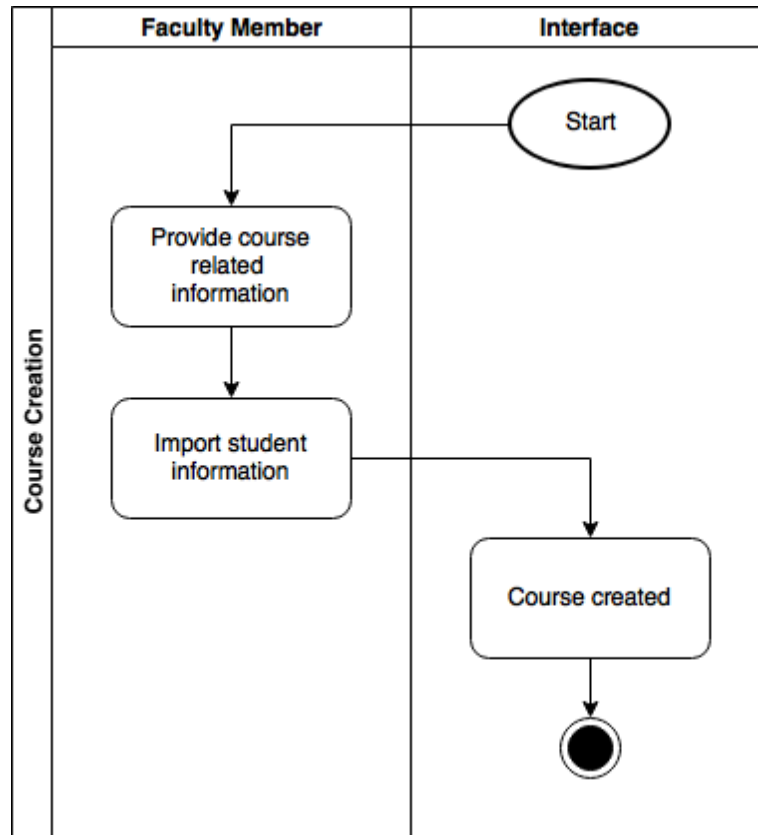 Faculty Member
Interface
Start
Provide course
related
information
Course Creation
Import student
information
Course created